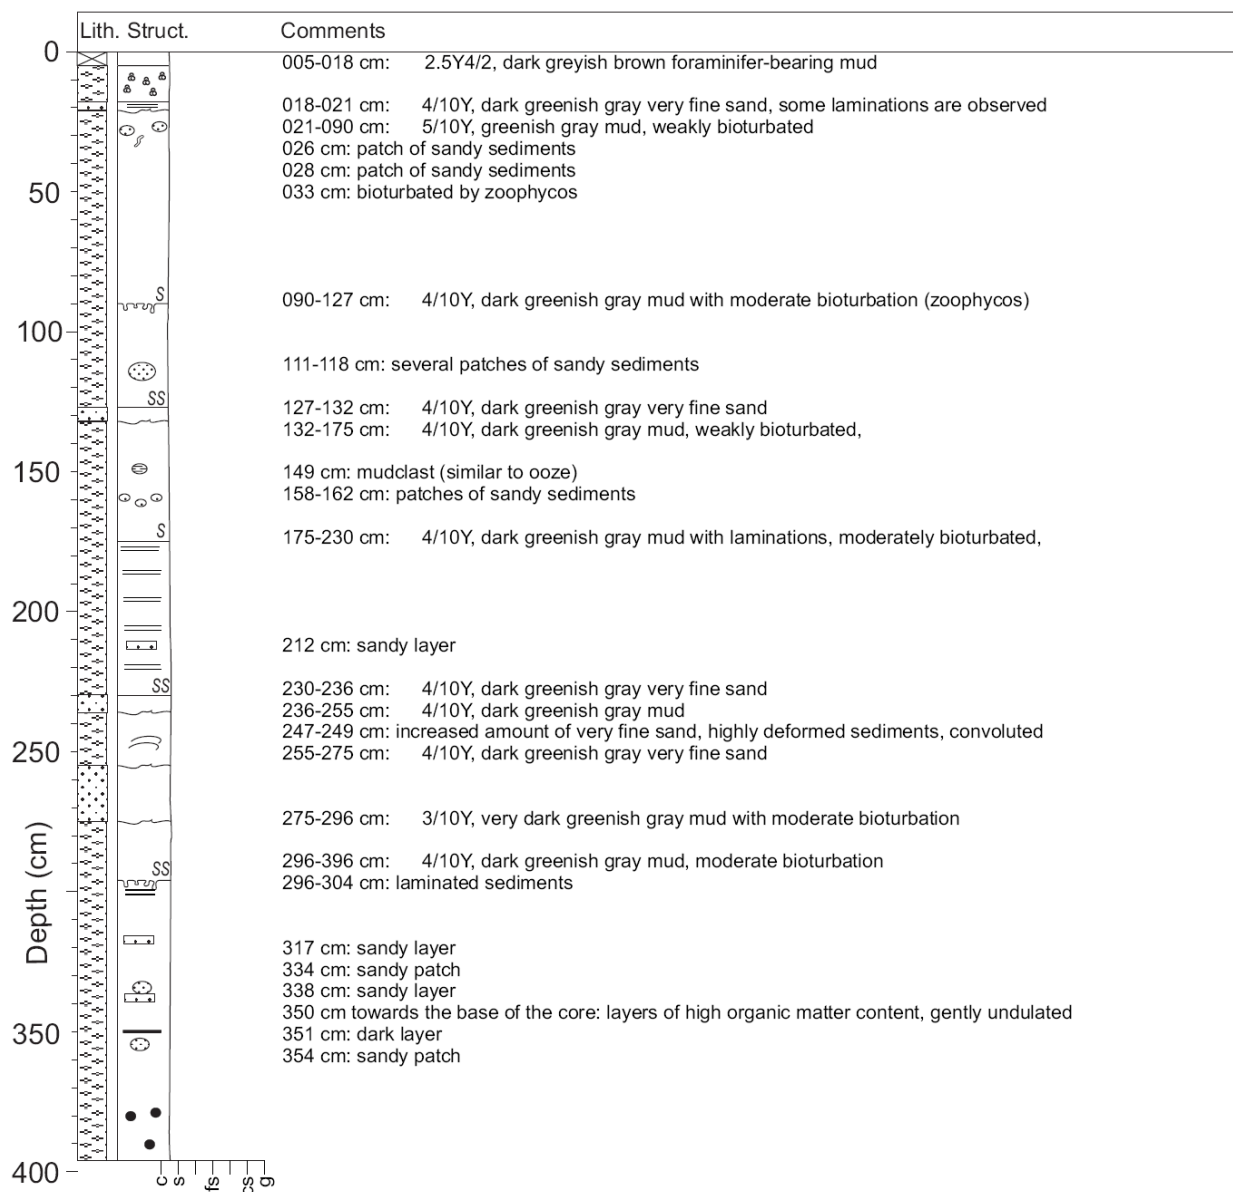 Lith. Struct. Comments
0
005-018 cm: 2.5Y4/2, dark greyish brown foraminifer-bearing mud
018-021 cm: 4/10Y, dark greenish gray very fine sand, some laminations are observed
021-090 cm: 5/10Y, greenish gray mud, weakly bioturbated
026 cm: patch of sandy sediments
028 cm: patch of sandy sediments
50
033 cm: bioturbated by zoophycos
S
090-127 cm: 4/10Y, dark greenish gray mud with moderate bioturbation (zoophycos)
100
111-118 cm: several patches of sandy sediments
SS
127-132 cm: 4/10Y, dark greenish gray very fine sand
132-175 cm: 4/10Y, dark greenish gray mud, weakly bioturbated,
150
149 cm: mudclast (similar to ooze)
158-162 cm: patches of sandy sediments
S
175-230 cm: 4/10Y, dark greenish gray mud with laminations, moderately bioturbated,
200
212 cm: sandy layer
SS
230-236 cm: 4/10Y, dark greenish gray very fine sand
236-255 cm: 4/10Y, dark greenish gray mud
247-249 cm: increased amount of very fine sand, highly deformed sediments, convoluted
250
255-275 cm: 4/10Y, dark greenish gray very fine sand
275-296 cm: 3/10Y, very dark greenish gray mud with moderate bioturbation
SS
296-396 cm: 4/10Y, dark greenish gray mud, moderate bioturbation
296-304 cm: laminated sediments
Depth (cm)
317 cm: sandy layer
334 cm: sandy patch
338 cm: sandy layer
350 cm towards the base of the core: layers of high organic matter content, gently undulated
350
351 cm: dark layer
354 cm: sandy patch
400
c s fs cs g